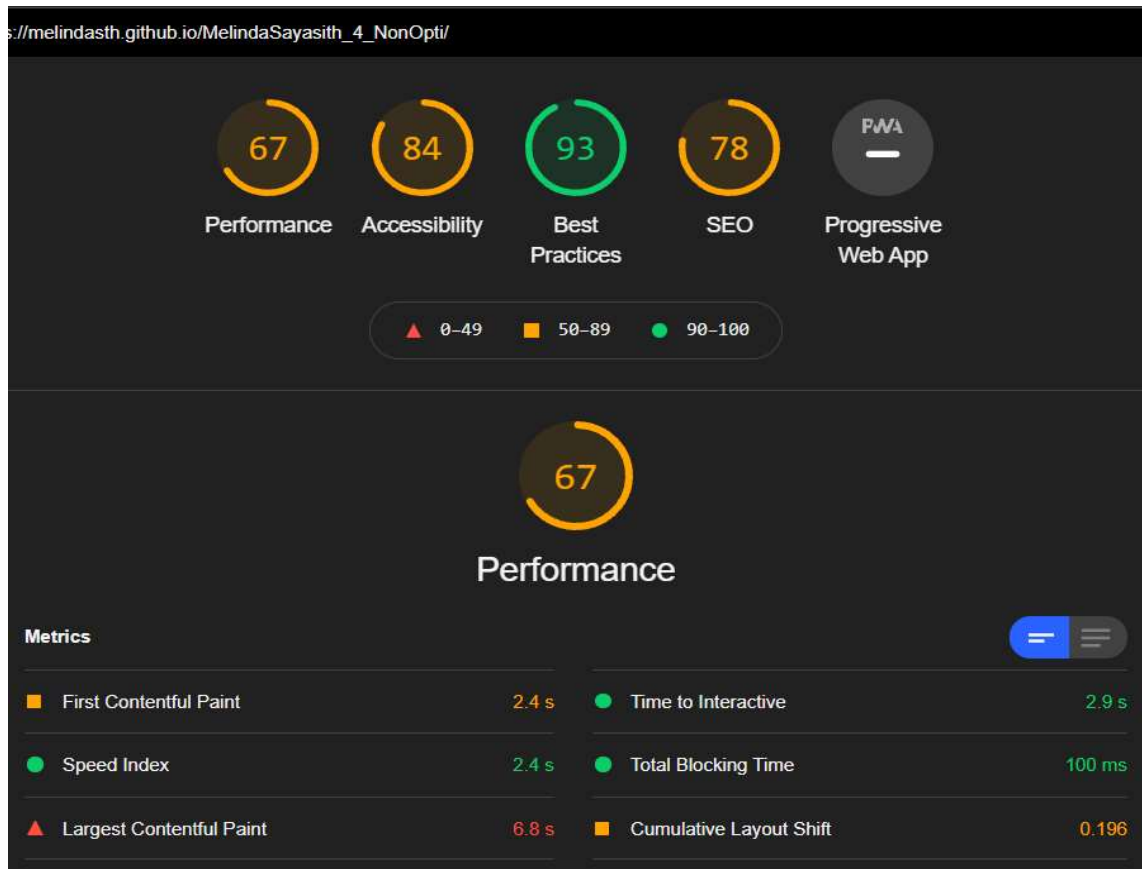 s://melindasth.github.io/MelindaSayasith_4_NonOpti/
67 84 93 78 PWA
Performance Accessibility Best Practices SEO Progressive Web App
0–49 50–89 90–100
67
Performance
Metrics
First Contentful Paint 2.4 s Time to Interactive 2.9 s
Speed Index 2.4 s Total Blocking Time 100 ms
Largest Contentful Paint 6.8 s Cumulative Layout Shift 0.196